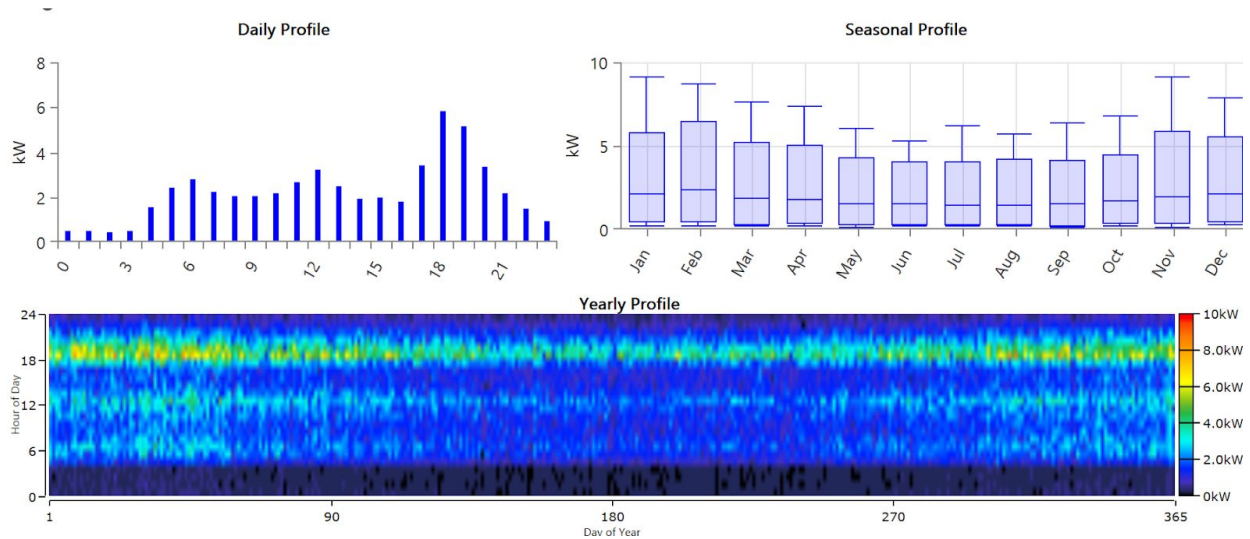 Daily Profile
8
6
4
2
0
kW
0
3
6
9
12
15
18
21
Seasonal Profile
10
5
0
kW
Jan
Feb
Mar
Apr
May
Jun
Jul
Aug
Sep
Oct
Nov
Dec
Yearly Profile
24
18
12
6
0
Hour of Day
1
90
180
270
365
Day of Year
10kW
8.0kW
6.0kW
4.0kW
2.0kW
0kW